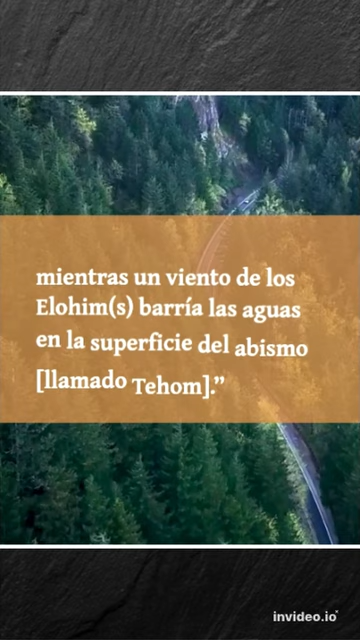 mientras un viento de los
Elohim(s) barría las aguas
en la superficie del abismo
[llamado Tehom].”
invideo.io